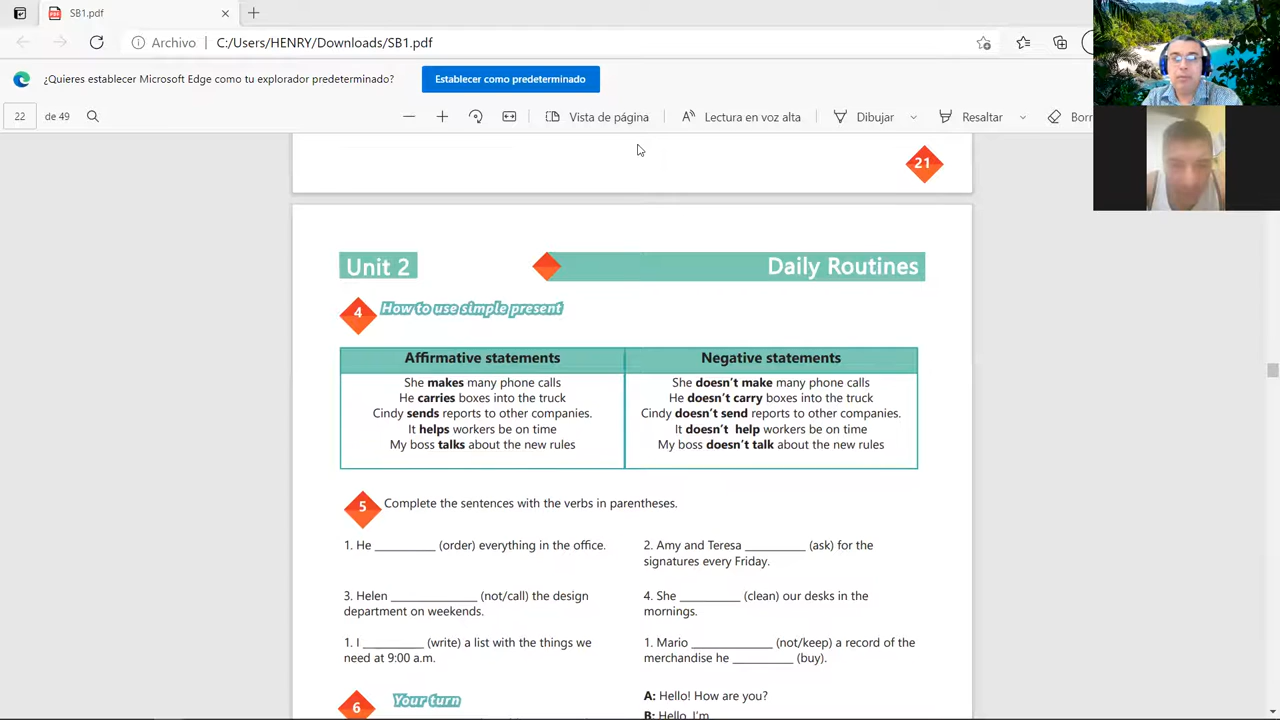 SB1.pdf
Archivo C:/Users/HENRY/Downloads/SB1.pdf
¿Quieres establecer Microsoft Edge como tu explorador predeterminado? Establecer como predeterminado
22 de 49 Vista de página Lectura en voz alta Dibujar Resaltar Borr
21
Unit 2 Daily Routines
4 How to use simple present
Affirmative statements
She makes many phone calls
He carries boxes into the truck
Cindy sends reports to other companies.
It helps workers be on time
My boss talks about the new rules
Negative statements
She doesn't make many phone calls
He doesn't carry boxes into the truck
Cindy doesn't send reports to other companies.
It doesn't help workers be on time
My boss doesn't talk about the new rules
5 Complete the sentences with the verbs in parentheses.
1. He __________ (order) everything in the office.
2. Amy and Teresa __________ (ask) for the
signatures every Friday.
3. Helen ______________ (not/call) the design
department on weekends.
4. She __________ (clean) our desks in the
mornings.
1. I __________ (write) a list with the things we
need at 9:00 a.m.
1. Mario _____________ (not/keep) a record of the
merchandise he __________ (buy).
6 Your turn
A: Hello! How are you?
B: Hello, I'm